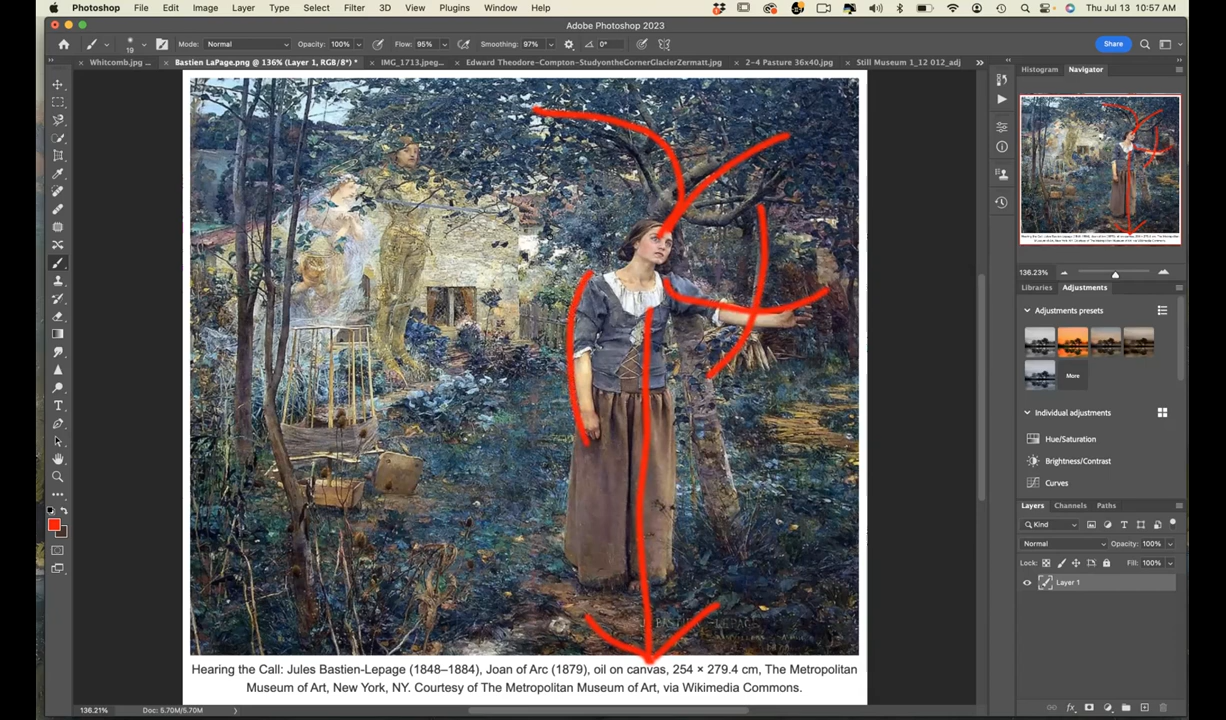 Photoshop File Edit Image Layer Type Select Filter 3D View Plugins Window Help Thu Jul 13 10:57 AM
Adobe Photoshop 2023
19 Mode: Normal Opacity: 100% Flow: 95% Smoothing: 97% 0° Share
Whitcomb.jpg ... Bastien LaPage.png @ 136% (Layer 1, RGB/8*) * IMG_1713.jpeg... Edward Theodore-Compton-StudyontheGornerGlacierZermatt.jpg 2-4 Pasture 36x40.jpg Still Museum 1_12 012_adj
Histogram Navigator
136.23%
Libraries Adjustments
Adjustments presets
More
Individual adjustments
Hue/Saturation
Brightness/Contrast
Curves
Layers Channels Paths
Kind
Normal Opacity: 100%
Lock: Fill: 100%
Layer 1
BASTIEN-LEPAGE
Hearing the Call: Jules Bastien-Lepage (1848–1884), Joan of Arc (1879), oil on canvas, 254 × 279.4 cm, The Metropolitan
Museum of Art, New York, NY. Courtesy of The Metropolitan Museum of Art, via Wikimedia Commons.
136.21% Doc: 5.70M/5.70M